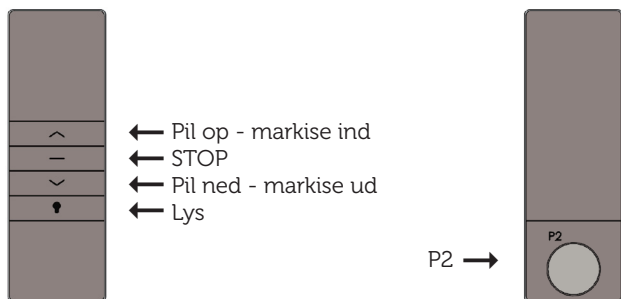 Pil op - markise ind
STOP
Pil ned - markise ud
Lys
P2
P2